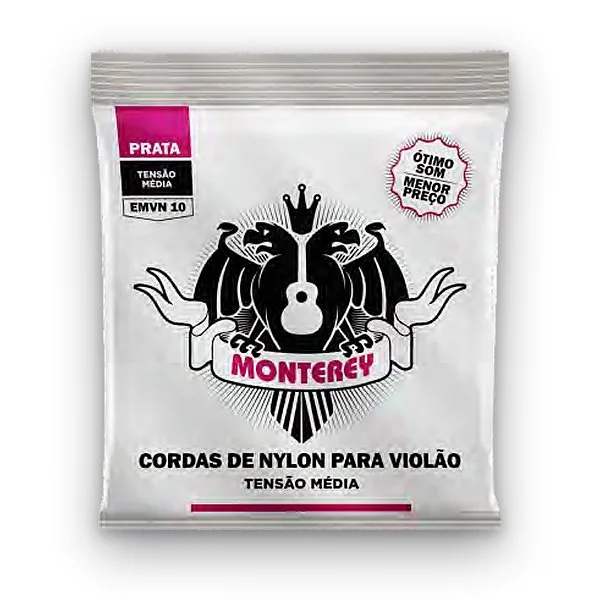 PRATA
TENSÃO
MÉDIA
EMVN 10
ÓTIMO
SOM
MENOR
PREÇO
MONTEREY
CORDAS DE NYLON PARA VIOLÃO
TENSÃO MÉDIA